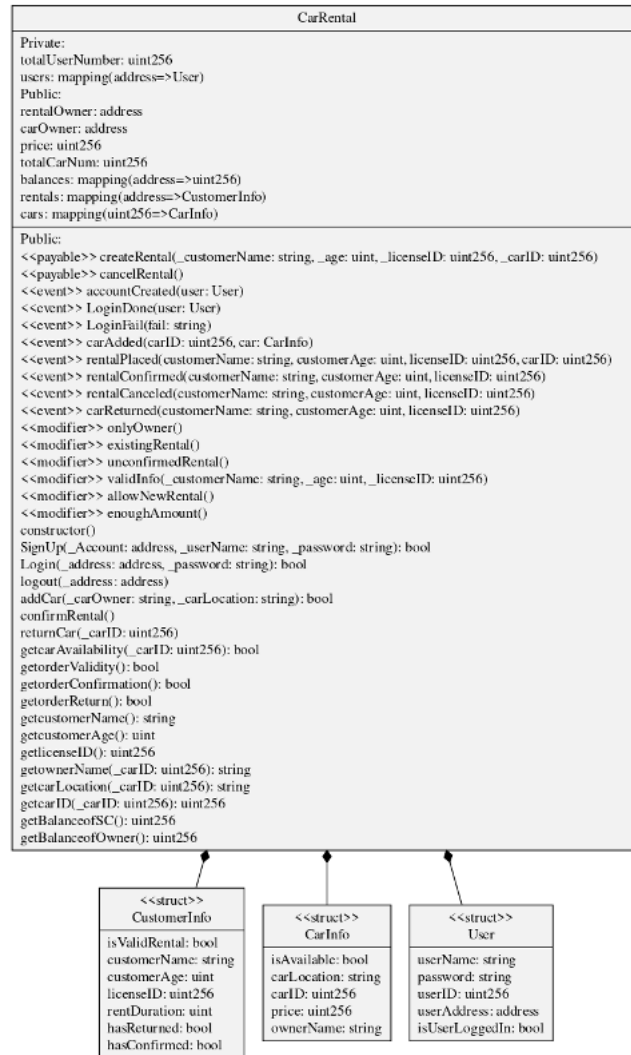 CarRental
Private:
totalUserNumber: uint256
users: mapping(address=>User)
Public:
rentalOwner: address
carOwner: address
price: uint256
totalCarNum: uint256
balances: mapping(address=>uint256)
rentals: mapping(address=>CustomerInfo)
cars: mapping(uint256=>CarInfo)
Public:
<<payable>> createRental(_customerName: string, _age: uint, _licenseID: uint256, _carID: uint256)
<<payable>> cancelRental()
<<event>> accountCreated(user: User)
<<event>> LoginDone(user: User)
<<event>> LoginFail(fail: string)
<<event>> carAdded(carID: uint256, car: CarInfo)
<<event>> rentalPlaced(customerName: string, customerAge: uint, licenseID: uint256, carID: uint256)
<<event>> rentalConfirmed(customerName: string, customerAge: uint, licenseID: uint256)
<<event>> rentalCanceled(customerName: string, customerAge: uint, licenseID: uint256)
<<event>> carReturned(customerName: string, customerAge: uint, licenseID: uint256)
<<modifier>> onlyOwner()
<<modifier>> existingRental()
<<modifier>> unconfirmedRental()
<<modifier>> validInfo(_customerName: string, _age: uint, _licenseID: uint256)
<<modifier>> allowNewRental()
<<modifier>> enoughAmount()
constructor()
SignUp(_Account: address, _userName: string, _password: string): bool
Login(_address: address, _password: string): bool
logout(_address: address)
addCar(_carOwner: string, _carLocation: string): bool
confirmRental()
returnCar(_carID: uint256)
getcarAvailability(_carID: uint256): bool
getorderValidity(): bool
getorderConfirmation(): bool
getorderReturn(): bool
getcustomerName(): string
getcustomerAge(): uint
getlicenseID(): uint256
getownerName(_carID: uint256): string
getcarLocation(_carID: uint256): string
getcarID(_carID: uint256): uint256
getBalanceofSC(): uint256
getBalanceofOwner(): uint256
<<struct>>
CustomerInfo
isValidRental: bool
customerName: string
customerAge: uint
licenseID: uint256
rentDuration: uint
hasReturned: bool
hasConfirmed: bool
<<struct>>
CarInfo
isAvailable: bool
carLocation: string
carID: uint256
price: uint256
ownerName: string
<<struct>>
User
userName: string
password: string
userID: uint256
userAddress: address
isUserLoggedIn: bool